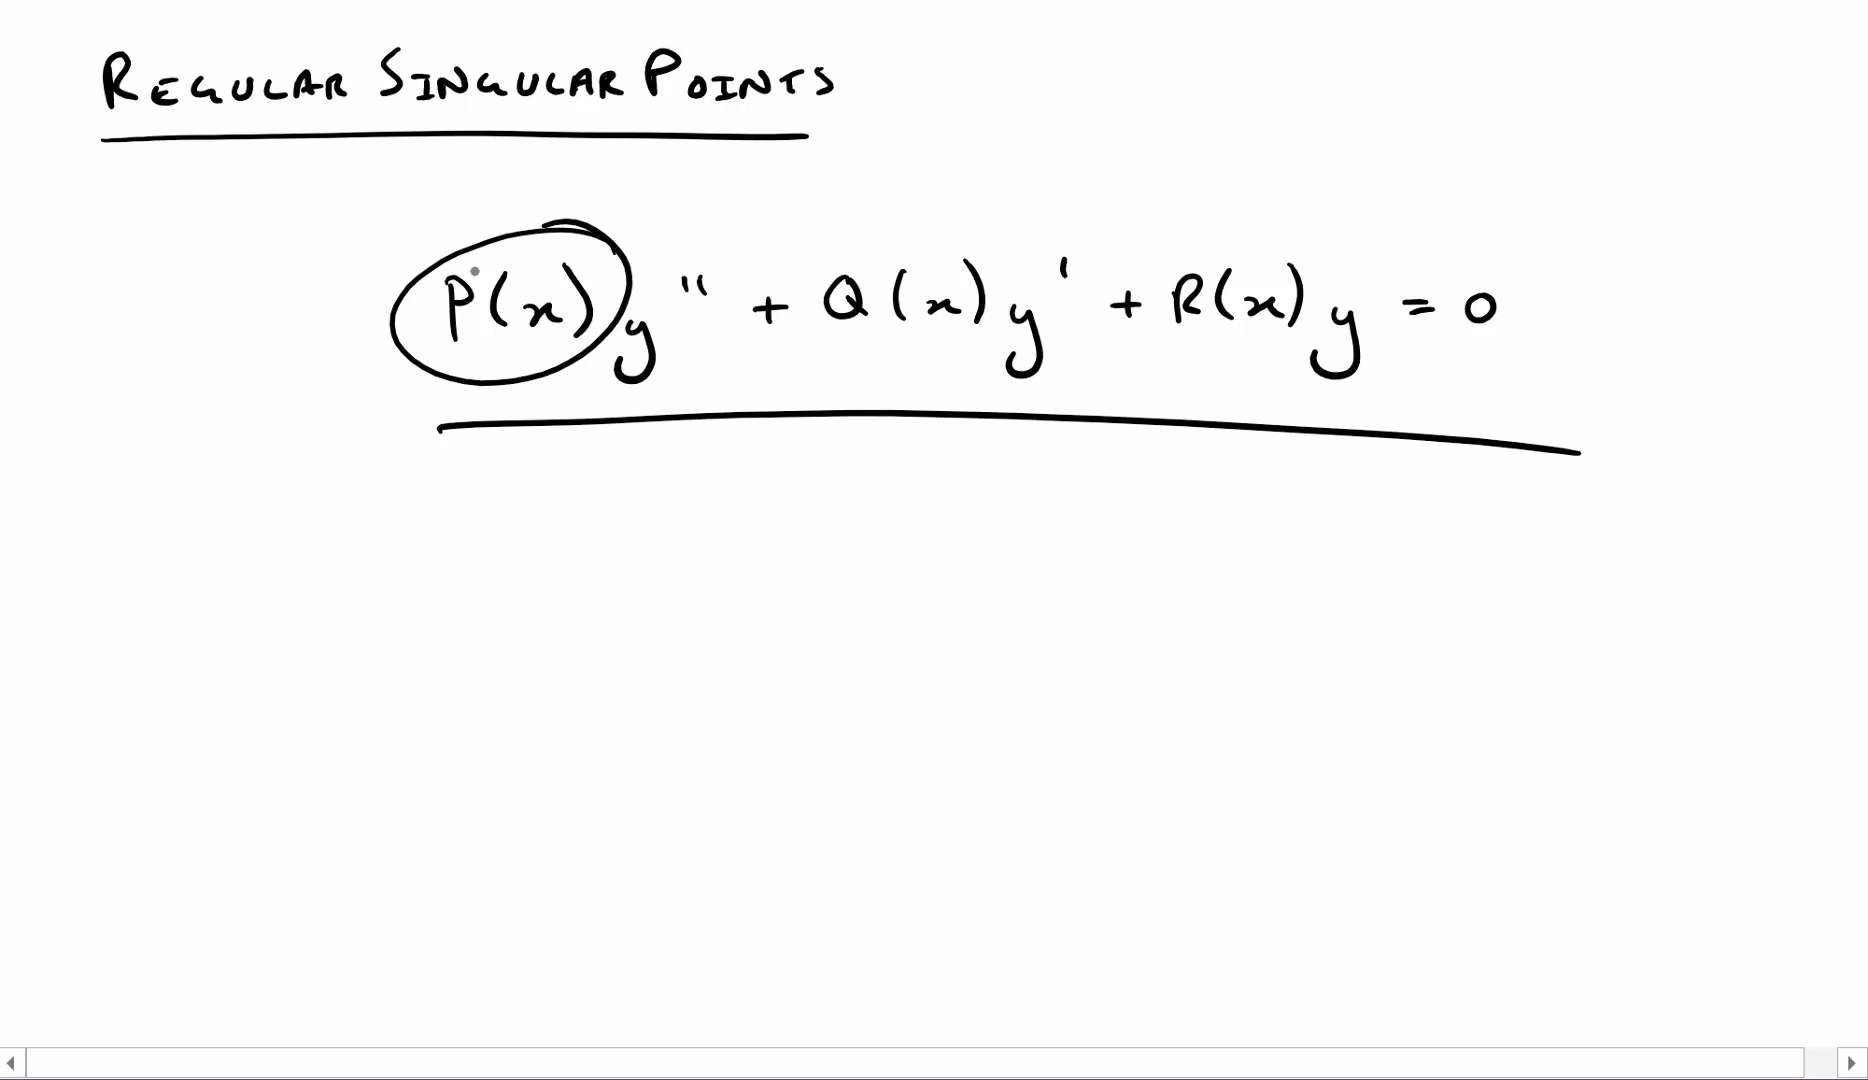 REGULAR SINGULAR POINTS
P(x)y'' + Q(x)y' + R(x)y = 0